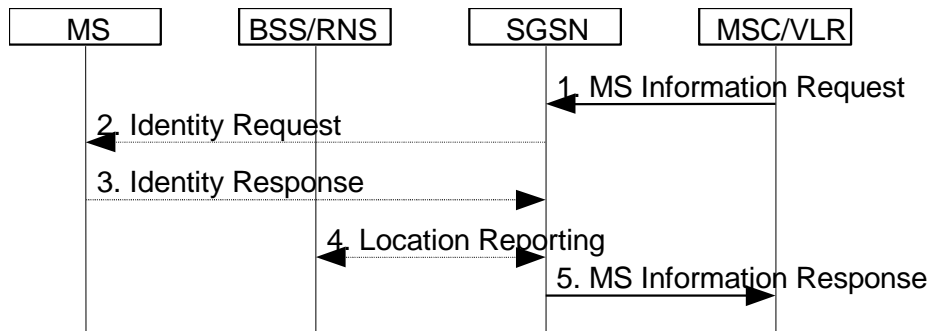 MS
BSS/RNS
SGSN
MSC/VLR
1. MS Information Request
2. Identity Request
3. Identity Response
4. Location Reporting
5. MS Information Response